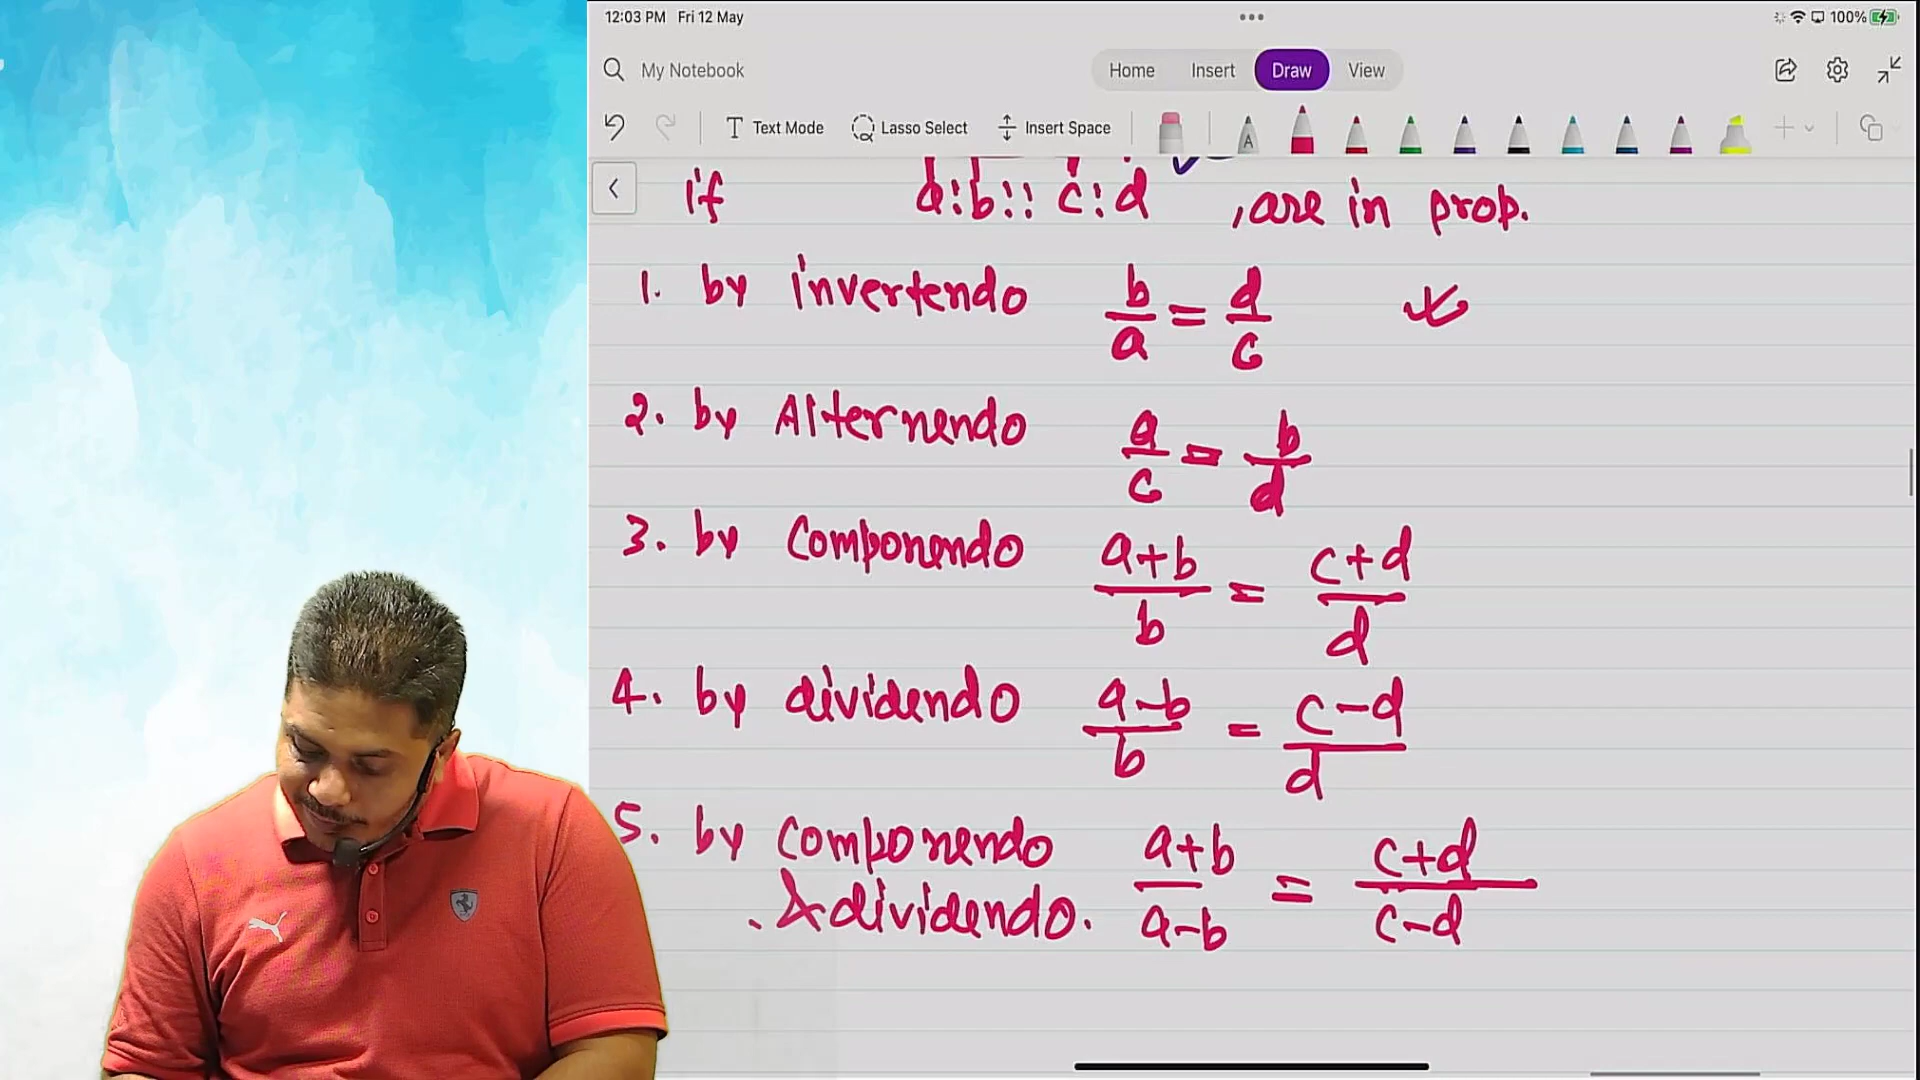 12:03 PM Fri 12 May
100%
My Notebook
Home Insert Draw View
Text Mode Lasso Select Insert Space
A
if a:b::c:d , are in prop.
1. by invertendo b/a = d/c
2. by Alternendo a/c = b/d
3. by Componendo a+b/b = c+d/d
4. by dividendo a-b/b = c-d/d
5. by Componendo
& dividendo. a+b/a-b = c+d/c-d